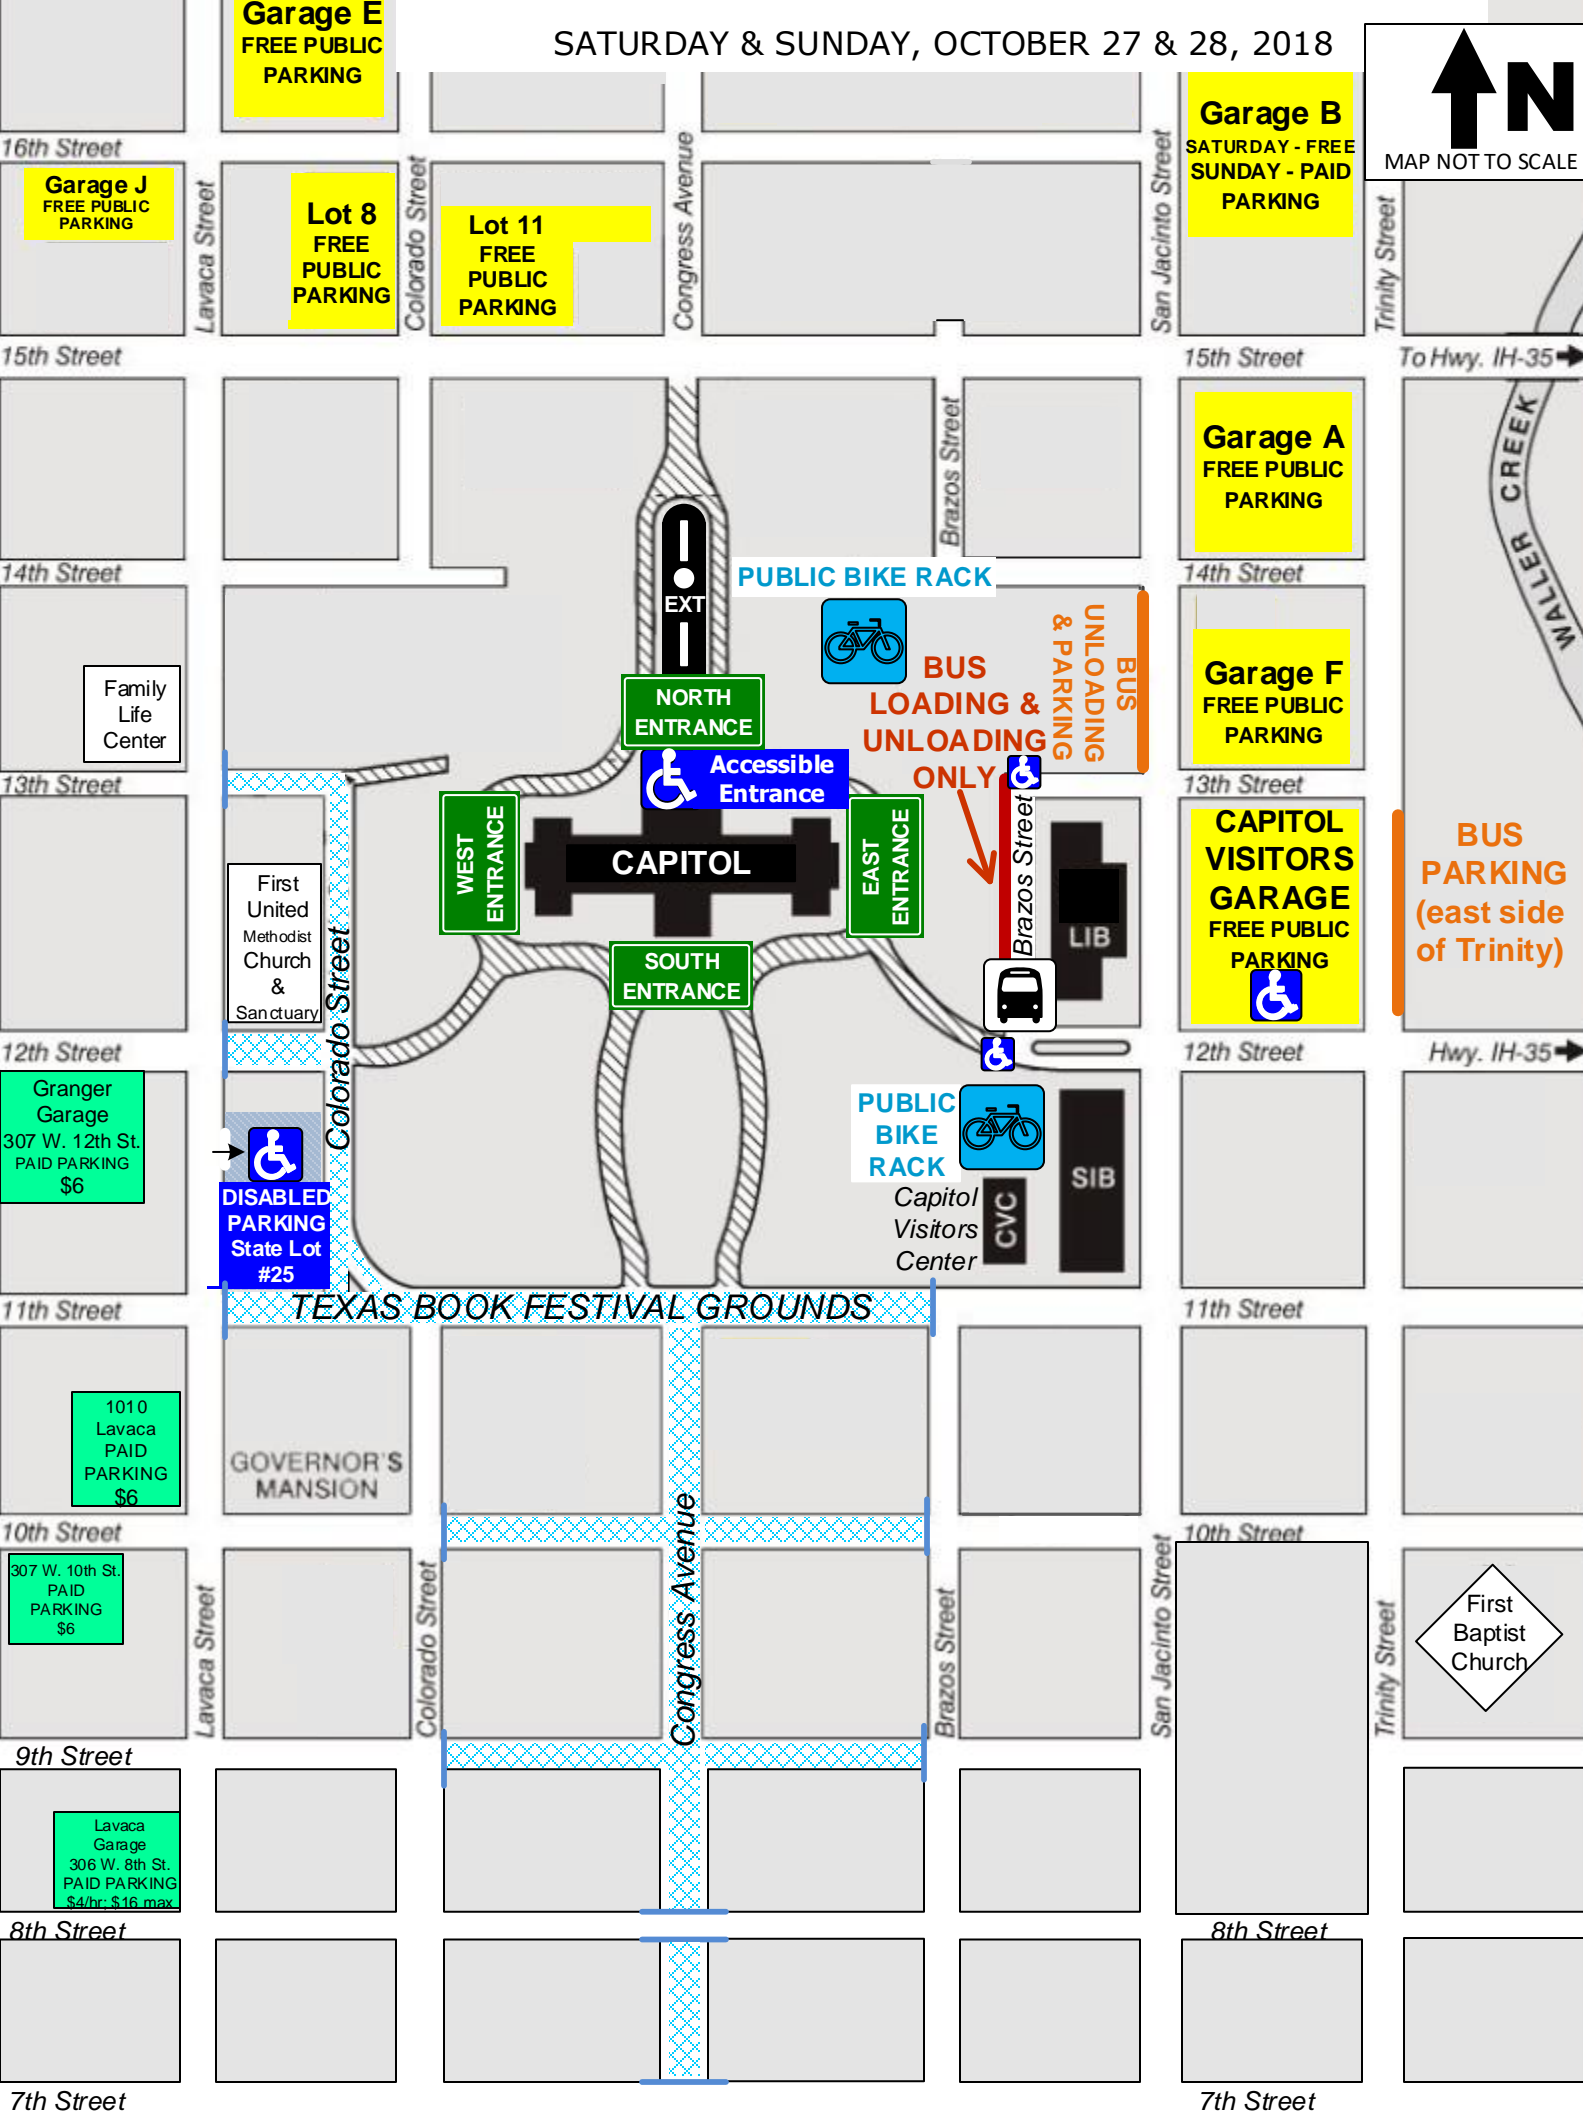 SATURDAY & SUNDAY, OCTOBER 27 & 28, 2018
N
MAP NOT TO SCALE
Garage E
FREE PUBLIC
PARKING
Garage B
SATURDAY - FREE
SUNDAY - PAID
PARKING
16th Street
Garage J
FREE PUBLIC
PARKING
Lavaca Street
Lot 8
FREE
PUBLIC
PARKING
Colorado Street
Lot 11
FREE
PUBLIC
PARKING
Congress Avenue
San Jacinto Street
Trinity Street
15th Street
15th Street
To Hwy. IH-35
Garage A
FREE PUBLIC
PARKING
Brazos Street
WALLER CREEK
14th Street
14th Street
EXT
PUBLIC BIKE RACK
BUS
UNLOADING
& PARKING
BUS
LOADING &
UNLOADING
ONLY
Garage F
FREE PUBLIC
PARKING
Family
Life
Center
NORTH
ENTRANCE
Accessible
Entrance
13th Street
13th Street
WEST
ENTRANCE
CAPITOL
EAST
ENTRANCE
SOUTH
ENTRANCE
Brazos Street
LIB
CAPITOL
VISITORS
GARAGE
FREE PUBLIC
PARKING
BUS
PARKING
(east side
of Trinity)
First
United
Methodist
Church
&
Sanctuary
Colorado Street
12th Street
12th Street
Hwy. IH-35
Granger
Garage
307 W. 12th St.
PAID PARKING
$6
Colorado Street
DISABLED
PARKING
State Lot
#25
PUBLIC
BIKE
RACK
Capitol
Visitors
Center
CVC
SIB
11th Street
TEXAS BOOK FESTIVAL GROUNDS
11th Street
1010
Lavaca
PAID
PARKING
$6
GOVERNOR'S
MANSION
10th Street
10th Street
307 W. 10th St.
PAID
PARKING
$6
Lavaca Street
Colorado Street
Congress Avenue
Brazos Street
San Jacinto Street
Trinity Street
First
Baptist
Church
9th Street
Lavaca
Garage
306 W. 8th St.
PAID PARKING
$4/hr; $16 max
8th Street
8th Street
7th Street
7th Street